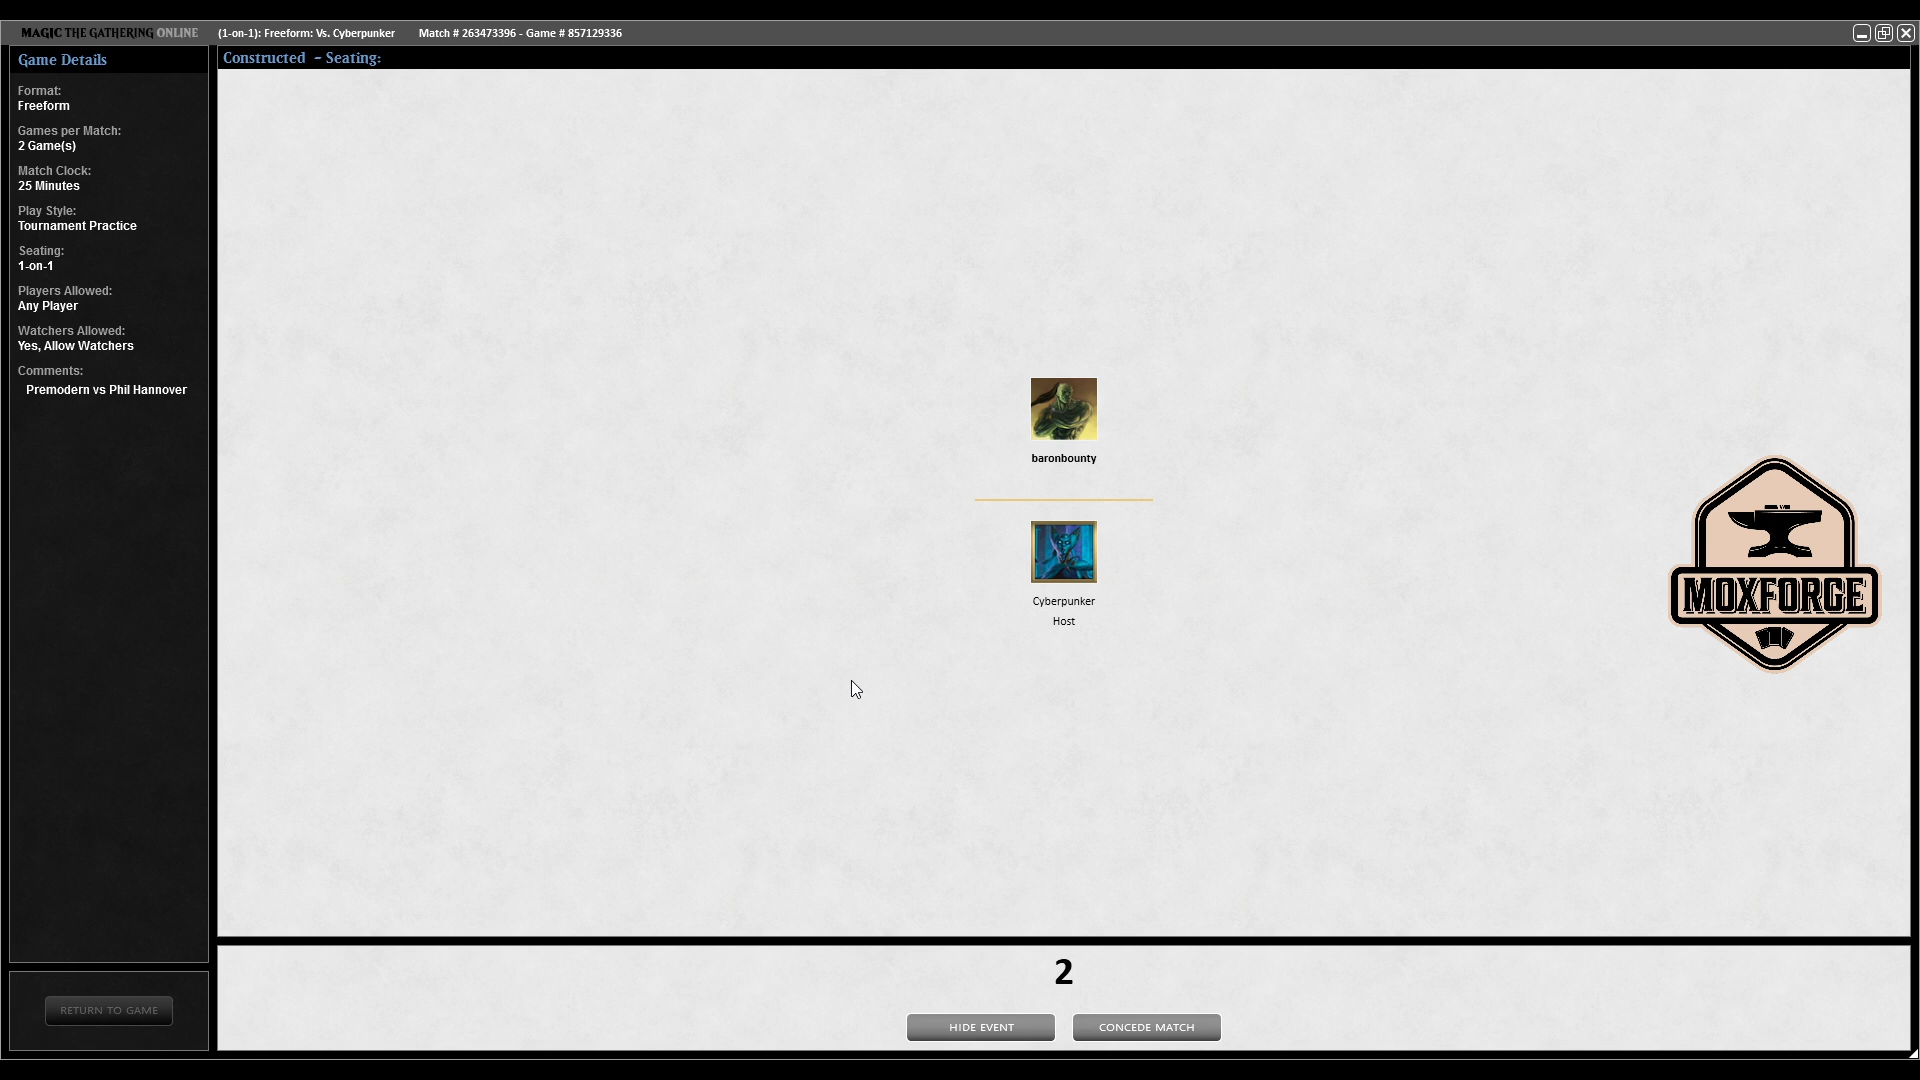 MAGIC THE GATHERING ONLINE
(1-on-1): Freeform: Vs. Cyberpunker
Match # 263473396 - Game # 857129336
Game Details
Format:
Freeform
Games per Match:
2 Game(s)
Match Clock:
25 Minutes
Play Style:
Tournament Practice
Seating:
1-on-1
Players Allowed:
Any Player
Watchers Allowed:
Yes, Allow Watchers
Comments:
Premodern vs Phil Hannover
RETURN TO GAME
Constructed ~ Seating:
baronbounty
Cyberpunker
Host
MOXFORGE
2
HIDE EVENT
CONCEDE MATCH